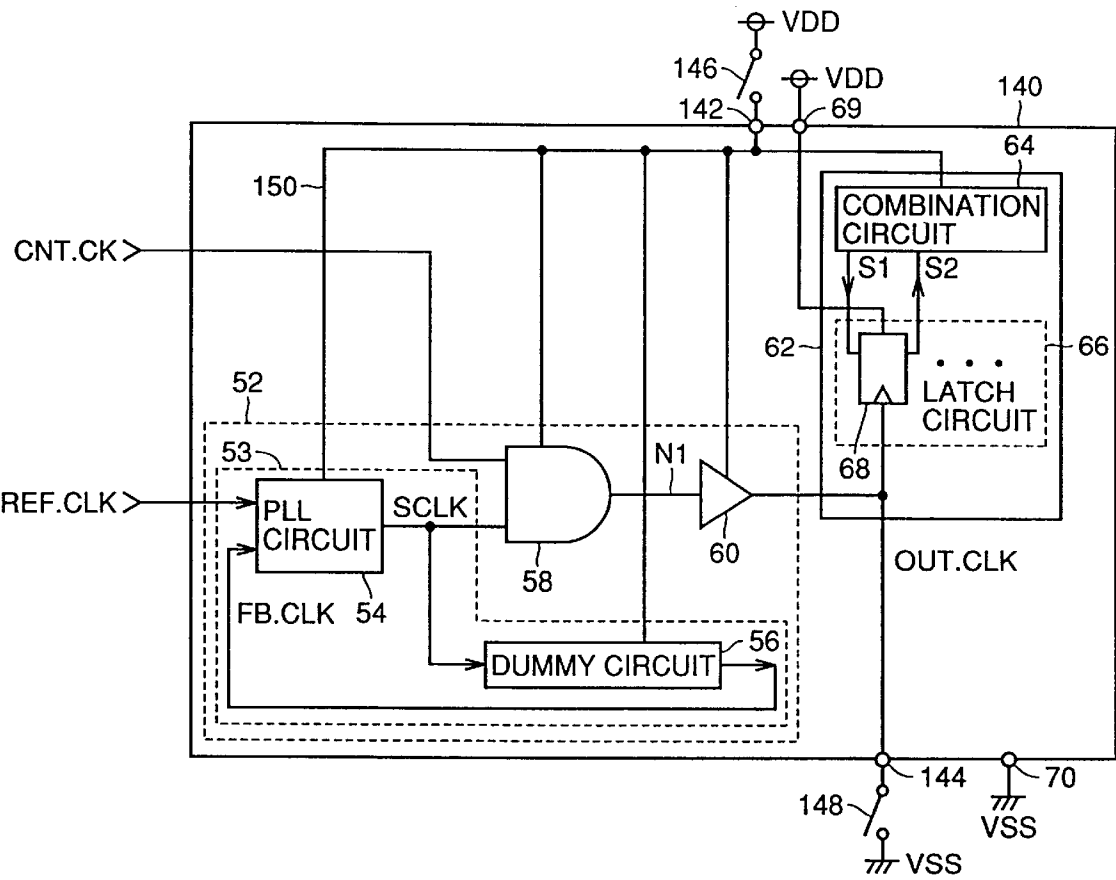 VDD
146
VDD
142
69
140
64
150
COMBINATION
CIRCUIT
CNT.CK
S1
S2
62
66
LATCH
CIRCUIT
52
68
53
N1
REF.CLK
PLL
CIRCUIT
SCLK
58
60
OUT.CLK
FB.CLK
54
56
DUMMY CIRCUIT
144
70
148
VSS
VSS